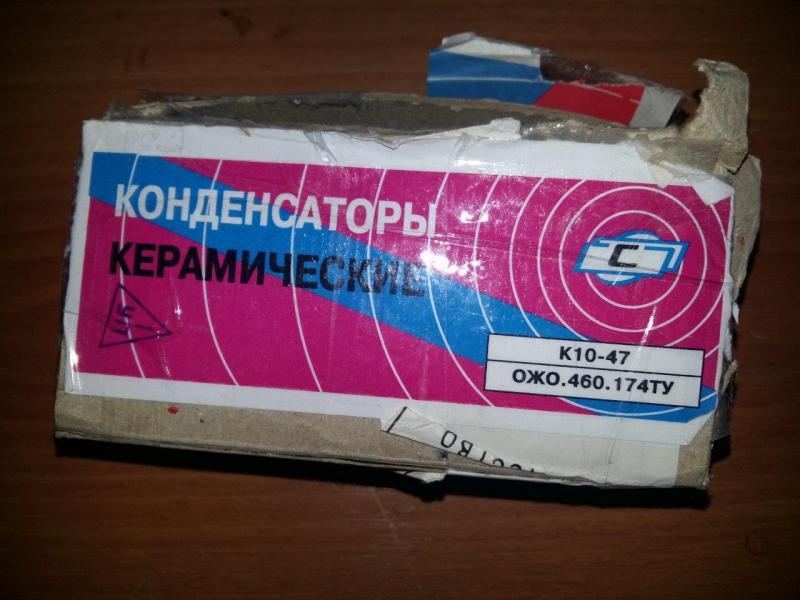 КОНДЕНСАТОРЫ
КЕРАМИЧЕСКИЕ
С
К10-47
ОЖО.460.174ТУ